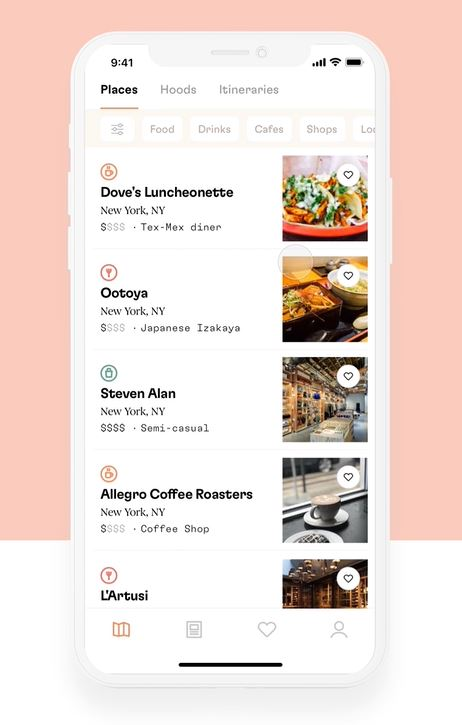 9:41
Places Hoods Itineraries
Food Drinks Cafes Shops
Dove's Luncheonette
New York, NY
$$$$ · Tex-Mex diner
Ootoya
New York, NY
$$$$ · Japanese Izakaya
Steven Alan
New York, NY
$$$$ · Semi-casual
Allegro Coffee Roasters
New York, NY
$$$$ · Coffee Shop
L'Artusi